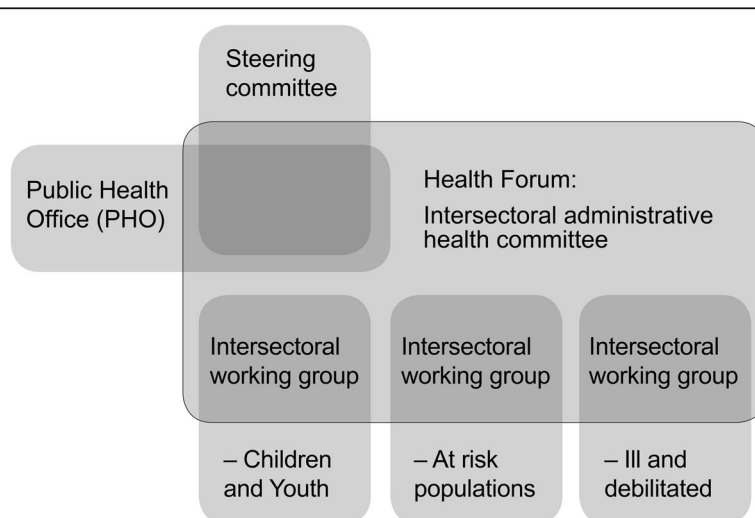 Steering
committee
Public Health
Office (PHO)
Health Forum:
Intersectoral administrative
health committee
Intersectoral
working group
Intersectoral
working group
Intersectoral
working group
– Children
and Youth
– At risk
populations
– Ill and
debilitated